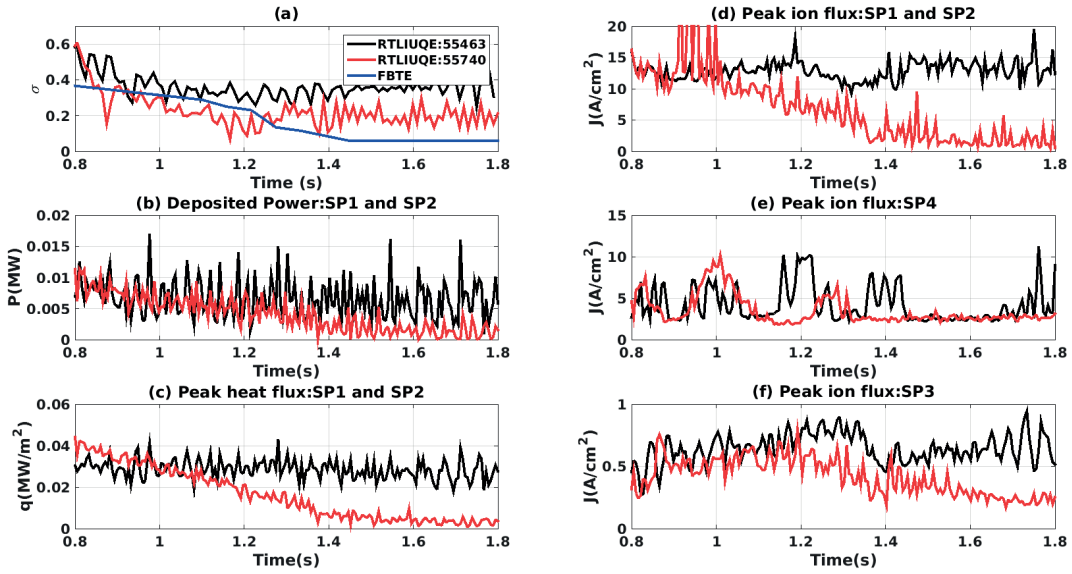 (a)
σ
0.6
0.4
0.2
0
RTLIUQE:55463
RTLIUQE:55740
FBTE
0.8 1 1.2 1.4 1.6 1.8
Time (s)
(b) Deposited Power:SP1 and SP2
P(MW)
0.02
0.015
0.01
0.005
0
0.8 1 1.2 1.4 1.6 1.8
Time(s)
(c) Peak heat flux:SP1 and SP2
q(MW/m²)
0.06
0.04
0.02
0
0.8 1 1.2 1.4 1.6 1.8
Time(s)
(d) Peak ion flux:SP1 and SP2
J(A/cm²)
20
15
10
5
0
0.8 1 1.2 1.4 1.6 1.8
Time(s)
(e) Peak ion flux:SP4
J(A/cm²)
15
10
5
0
0.8 1 1.2 1.4 1.6 1.8
Time(s)
(f) Peak ion flux:SP3
J(A/cm²)
1
0.5
0
0.8 1 1.2 1.4 1.6 1.8
Time(s)